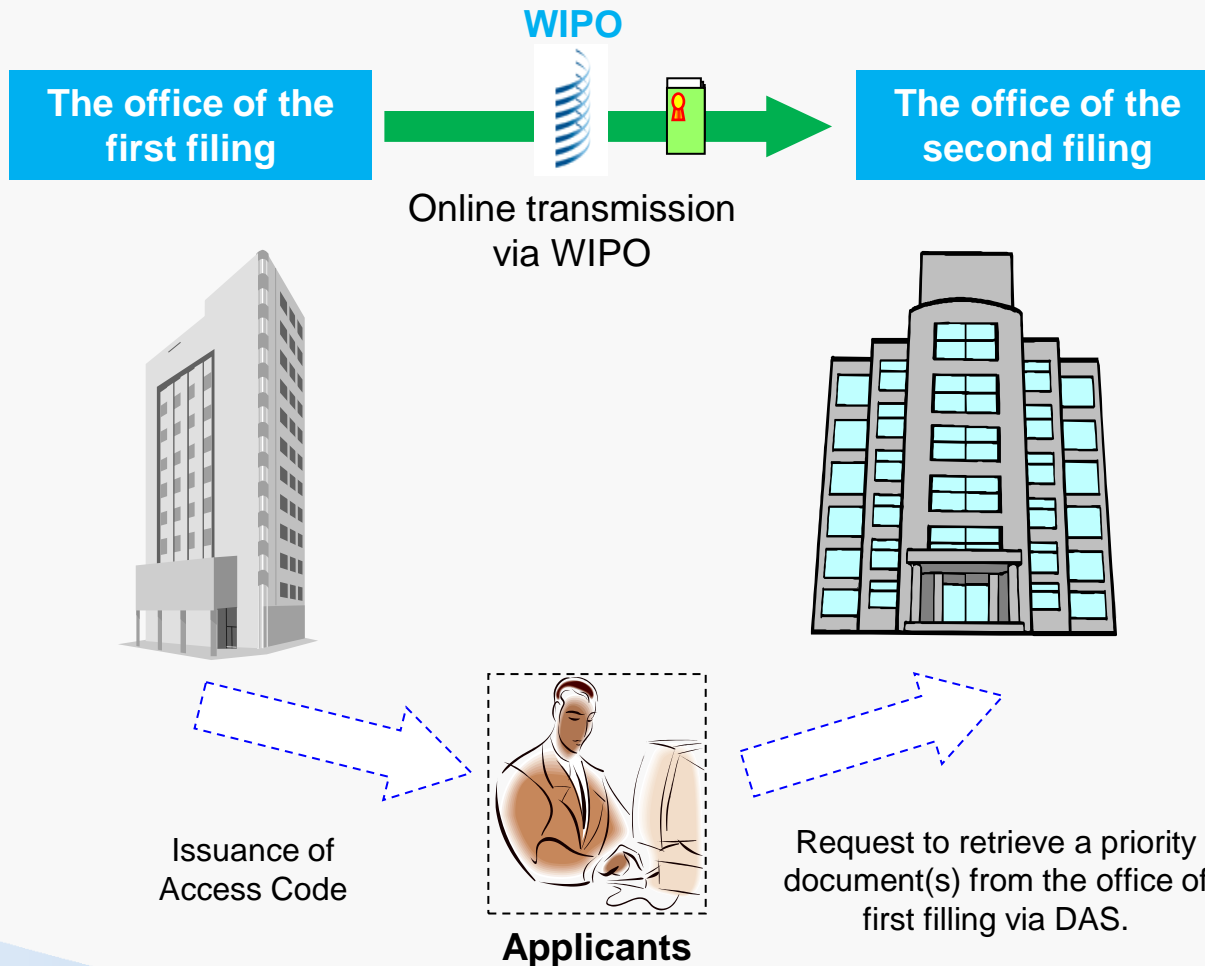 WIPO
The office of the
first filing
The office of the
second filing
Online transmission
via WIPO
Issuance of
Access Code
Applicants
Request to retrieve a priority
document(s) from the office of
first filling via DAS.